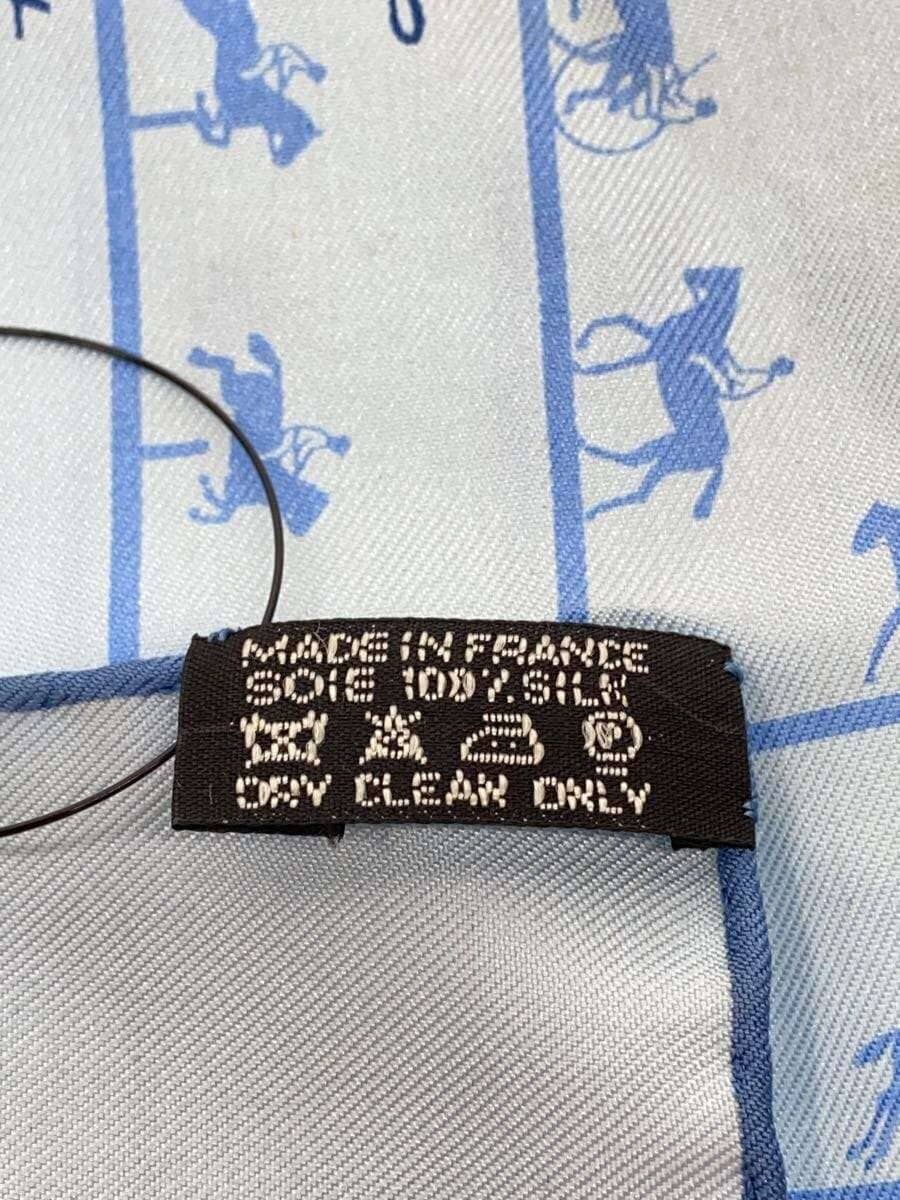 MADE IN FRANCE
SOIE 100% SILK
P
DRY CLEAN ONLY